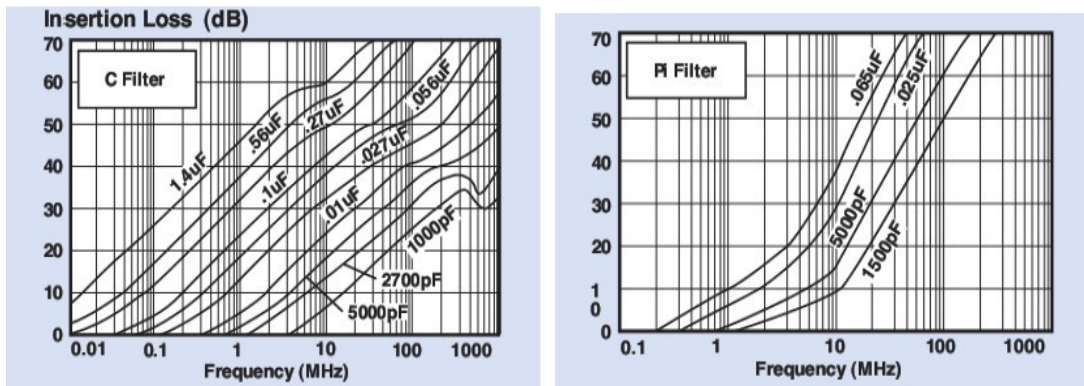 Insertion Loss (dB)
70
60
50
40
30
20
10
0
C Filter
1.4uF
.56uF
.27uF
.1uF
.056uF
.027uF
.01uF
1000pF
2700pF
5000pF
0.01 0.1 1 10 100 1000
Frequency (MHz)
70
60
50
40
30
20
1
0
0
Pi Filter
.065uF
.025uF
5000pF
1500pF
0.1 1 10 100 1000
Frequency (MHz)